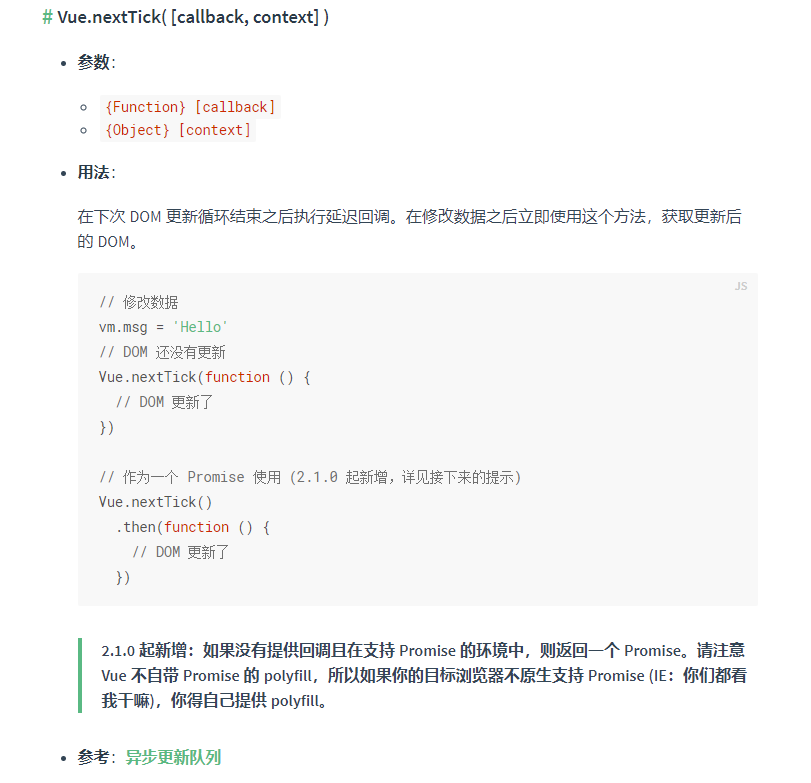 # Vue.nextTick( [callback, context] )
参数：
{Function} [callback]
{Object} [context]
用法：
在下次 DOM 更新循环结束之后执行延迟回调。在修改数据之后立即使用这个方法，获取更新后
的 DOM。
JS
// 修改数据
vm.msg = 'Hello'
// DOM 还没有更新
Vue.nextTick(function () {
  // DOM 更新了
})

// 作为一个 Promise 使用 (2.1.0 起新增，详见接下来的提示)
Vue.nextTick()
  .then(function () {
    // DOM 更新了
  })
2.1.0 起新增：如果没有提供回调且在支持 Promise 的环境中，则返回一个 Promise。请注意
Vue 不自带 Promise 的 polyfill，所以如果你的目标浏览器不原生支持 Promise (IE：你们都看
我干嘛)，你得自己提供 polyfill。
参考：异步更新队列